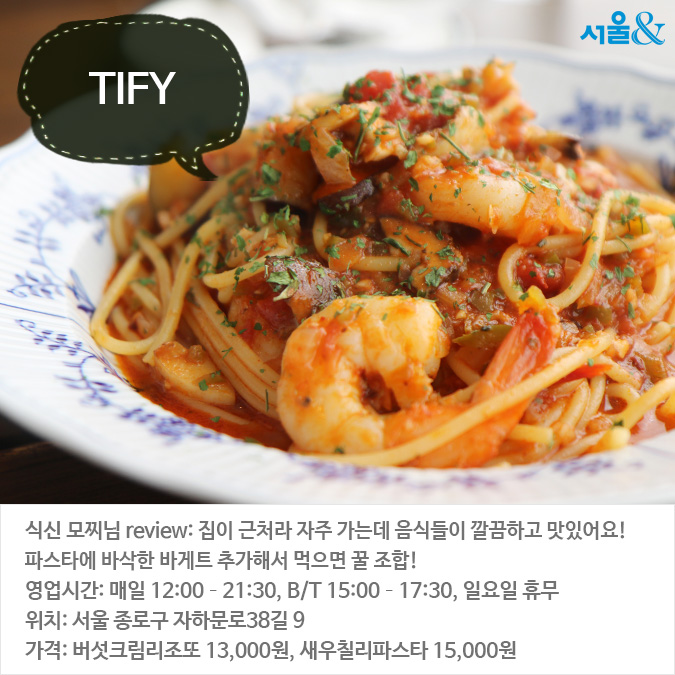 서울&
TIFY
식신 모찌님 review: 집이 근처라 자주 가는데 음식들이 깔끔하고 맛있어요!
파스타에 바삭한 바게트 추가해서 먹으면 꿀 조합!
영업시간: 매일 12:00 - 21:30, B/T 15:00 - 17:30, 일요일 휴무
위치: 서울 종로구 자하문로38길 9
가격: 버섯크림리조또 13,000원, 새우칠리파스타 15,000원